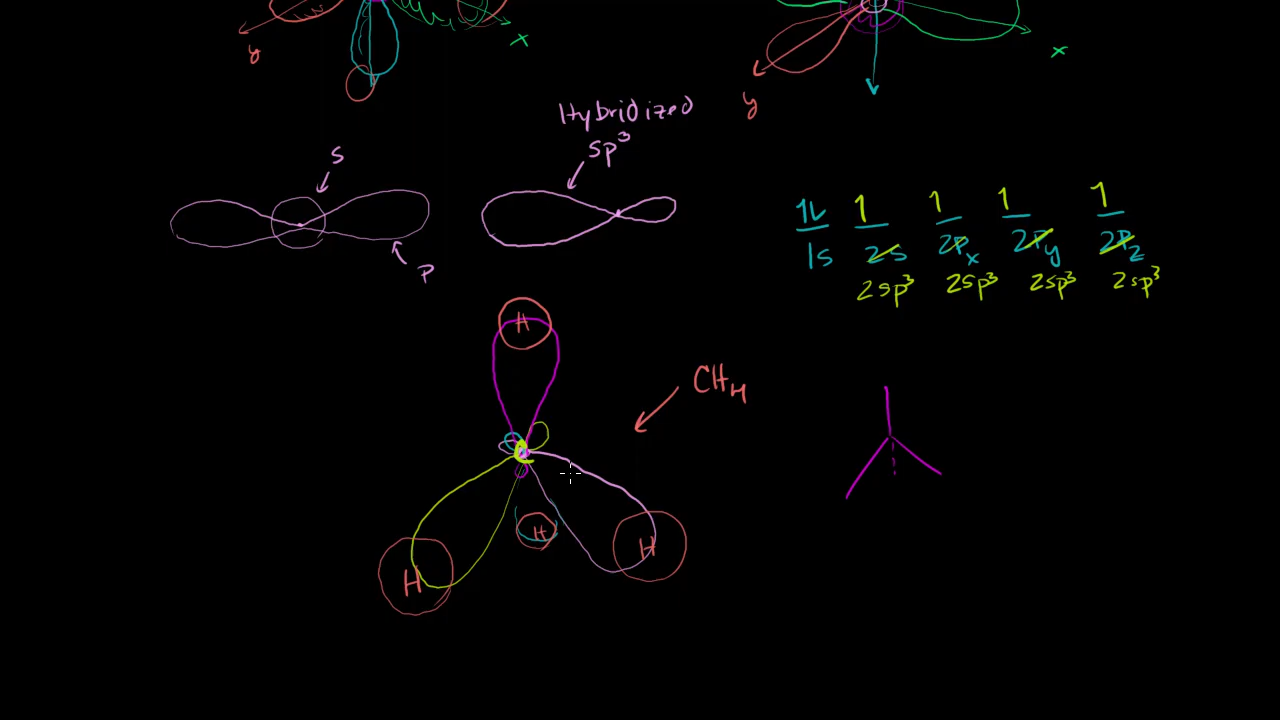 y
x
y
x
Hybridized
sp³
s
p
1 1 1 1 1
1s 2s 2Px 2Py 2Pz
2sp³ 2sp³ 2sp³ 2sp³
H
CH4
H
H
H